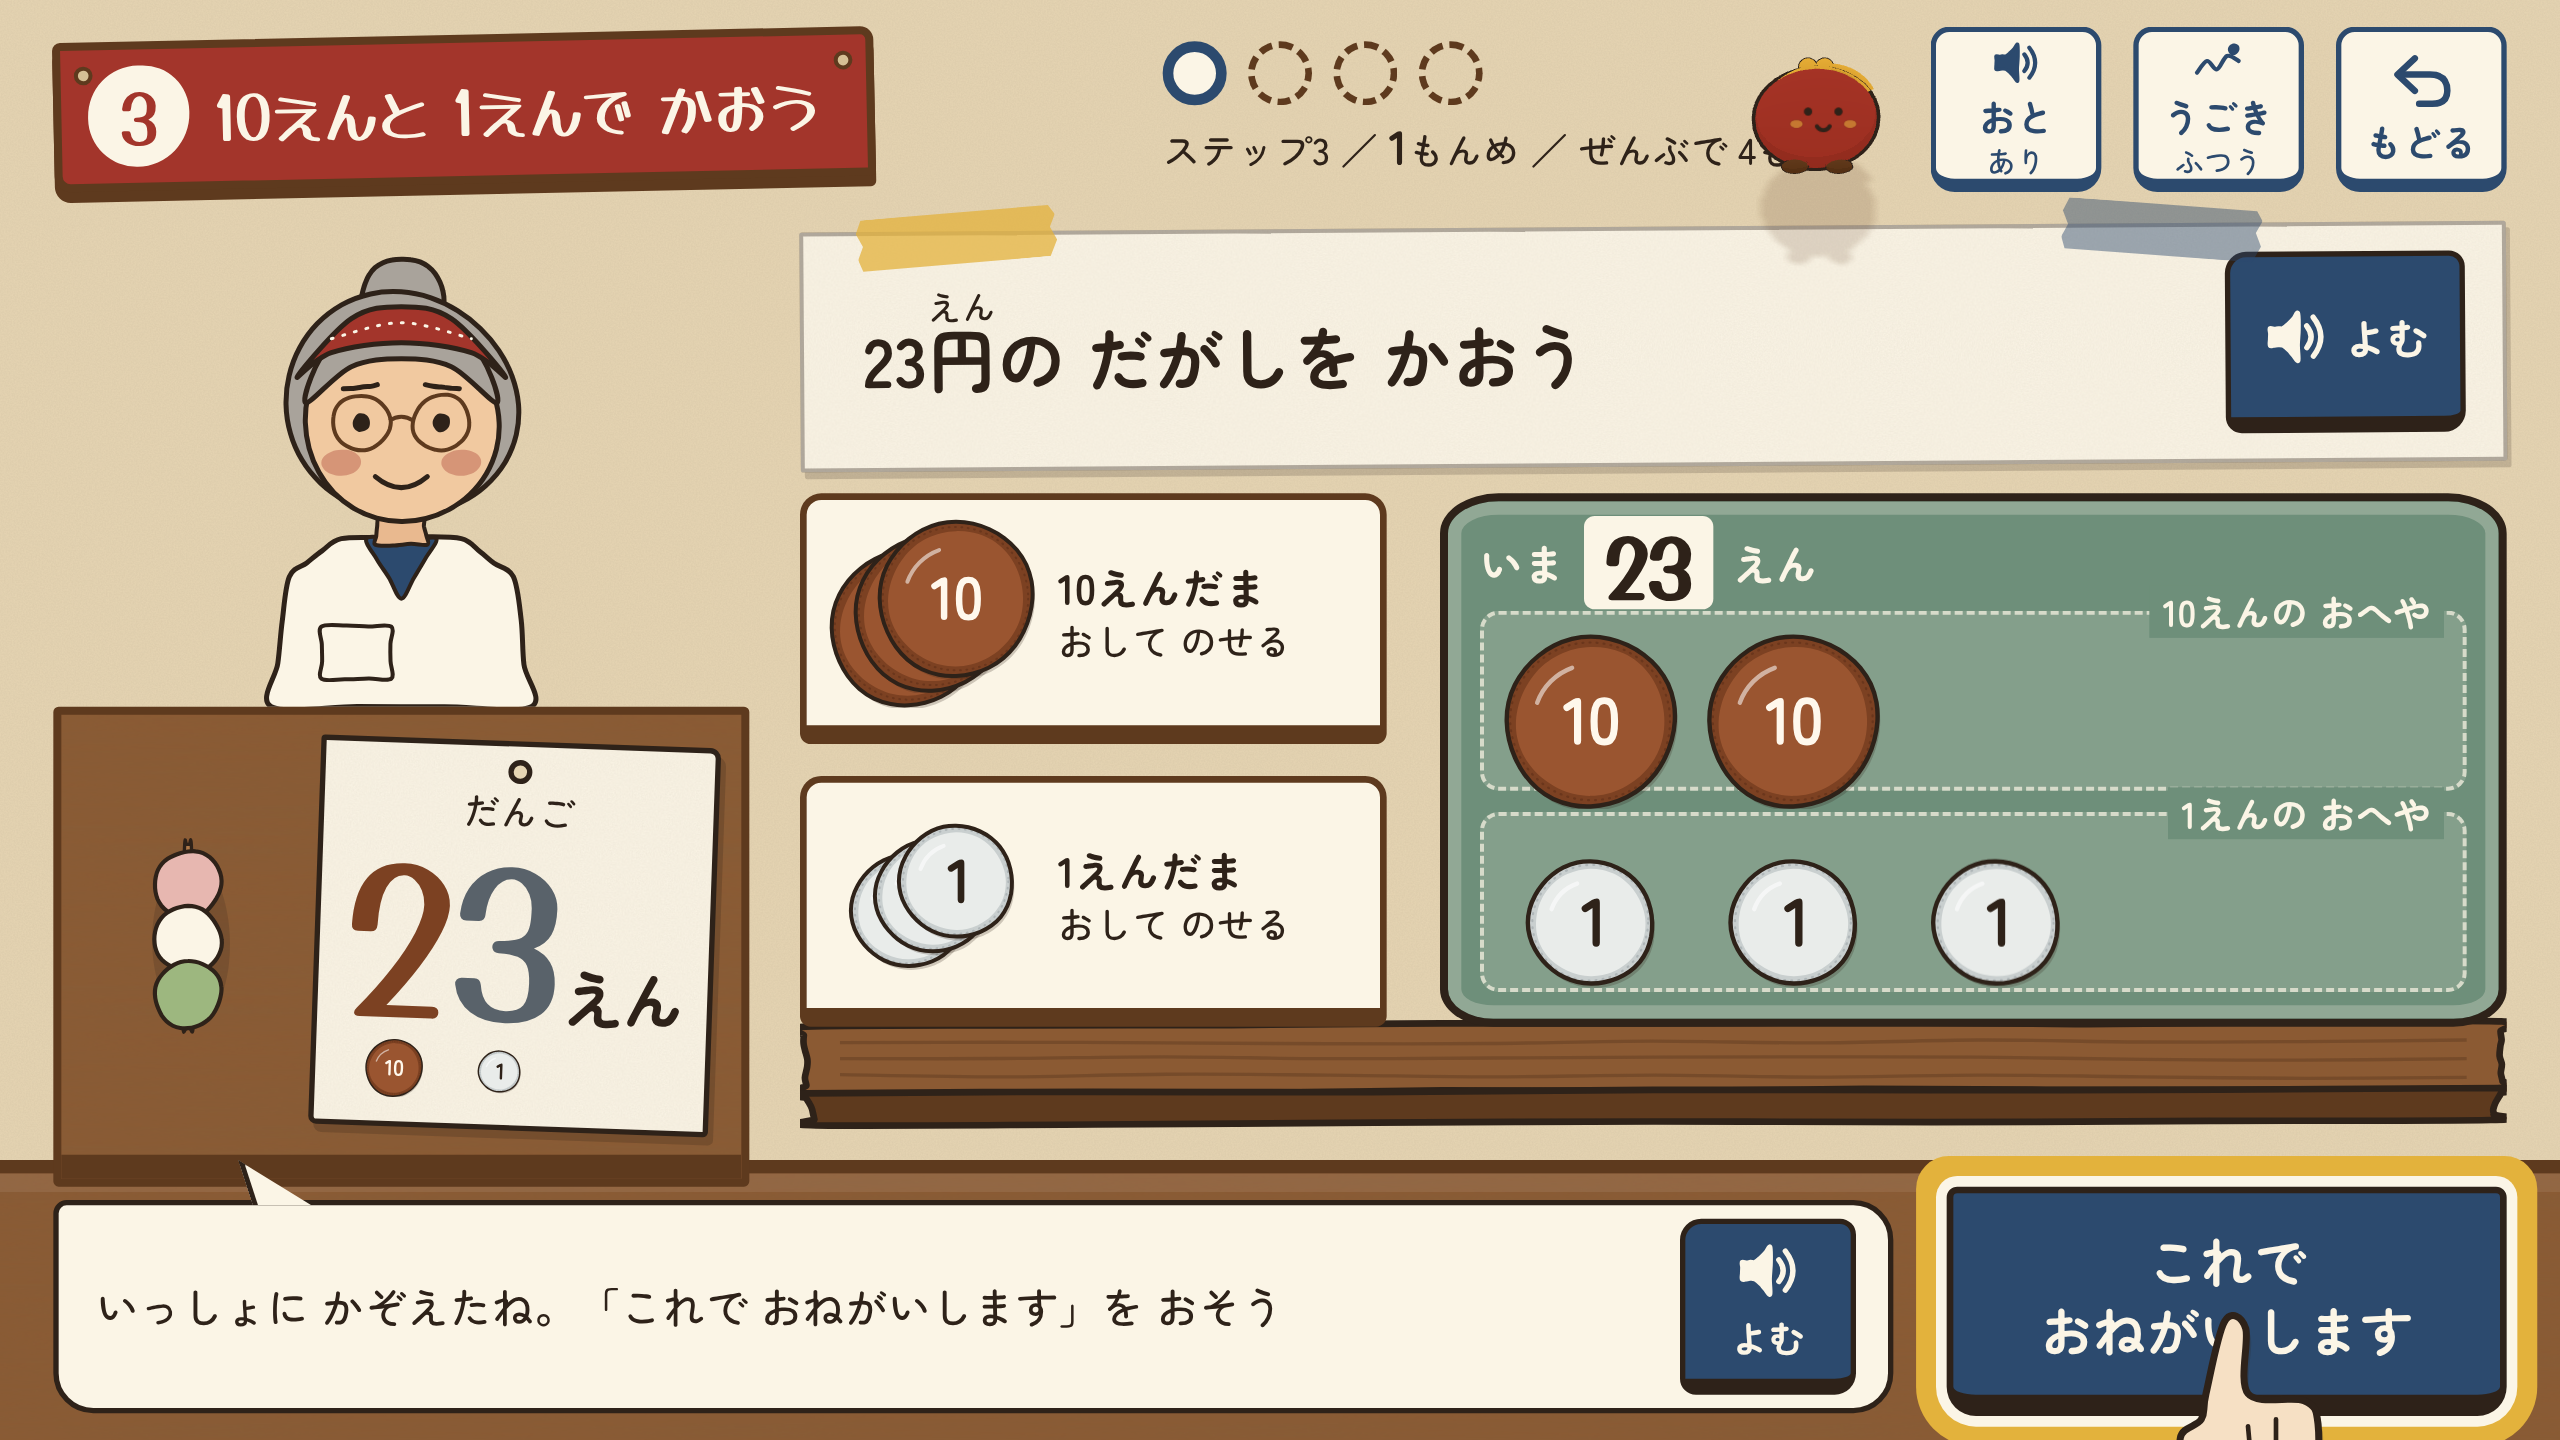 3 10えんと 1えんで かおう
ステップ3 ／ 1もんめ ／ ぜんぶで 4
おと
あり
うごき
ふつう
もどる
えん
23円の だがしを かおう
よむ
10
10えんだま
おして のせる
1
1えんだま
おして のせる
いま 23 えん
10えんの おへや
10 10
1えんの おへや
1 1 1
だんご
23えん
10 1
いっしょに かぞえたね。「これで おねがいします」を おそう
よむ
これで
おねがいします